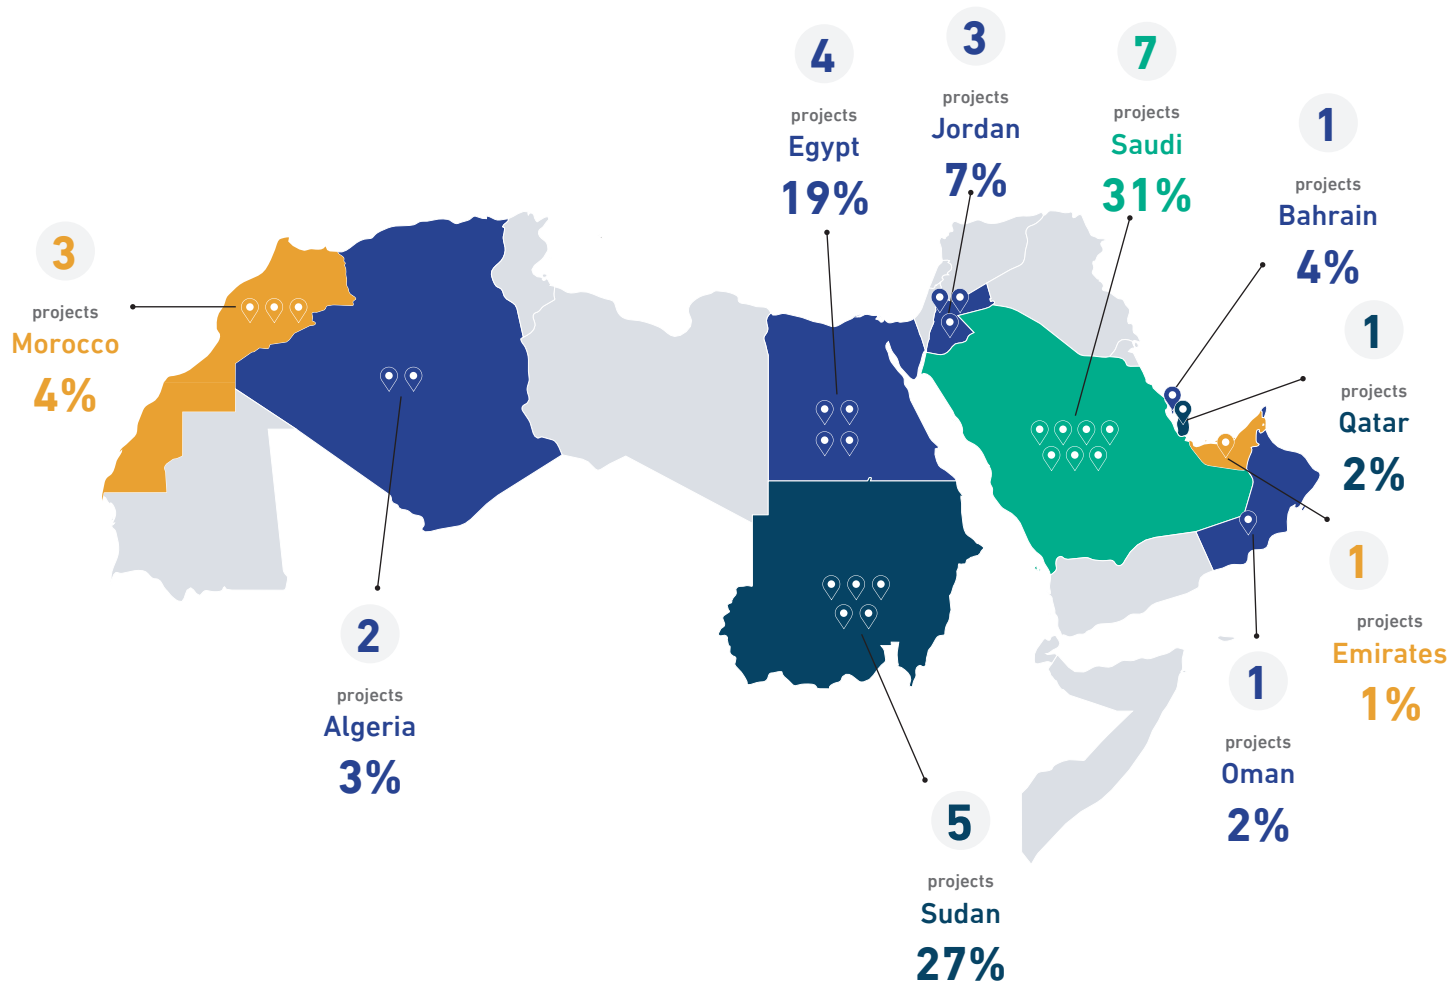 3
projects
Morocco
4%
2
projects
Algeria
3%
4
projects
Egypt
19%
3
projects
Jordan
7%
7
projects
Saudi
31%
1
projects
Bahrain
4%
1
projects
Qatar
2%
1
projects
Emirates
1%
1
projects
Oman
2%
5
projects
Sudan
27%